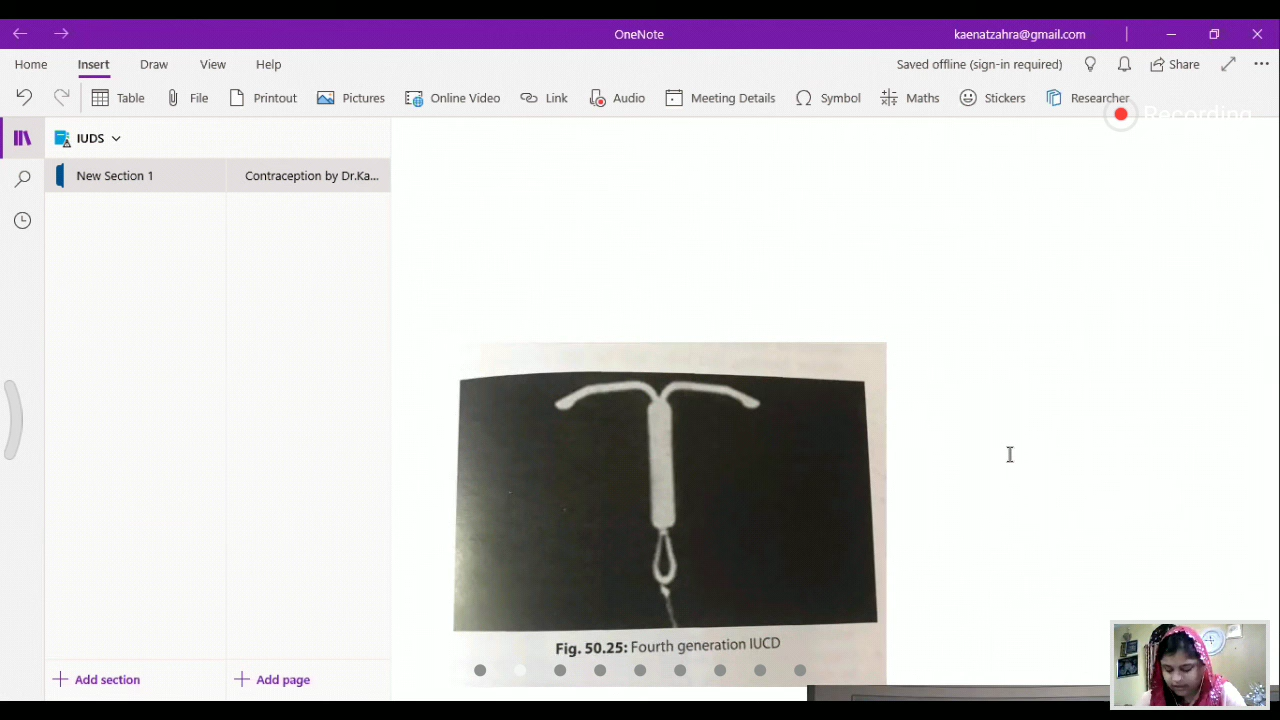 OneNote
kaenatzahra@gmail.com
Home
Insert
Draw
View
Help
Saved offline (sign-in required)
Share
Table
File
Printout
Pictures
Online Video
Link
Audio
Meeting Details
Symbol
Maths
Stickers
Researcher
Recording
IUDS
New Section 1
Contraception by Dr.Ka...
Fig. 50.25: Fourth generation IUCD
Add section
Add page